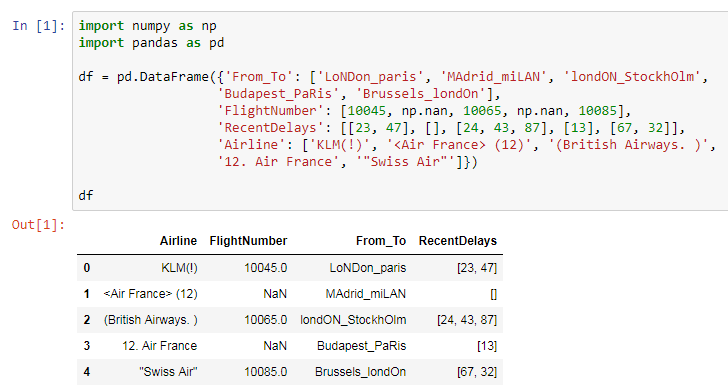 In [1]: import numpy as np
import pandas as pd
df = pd.DataFrame({'From_To': ['LoNDon_paris', 'MAdrid_miLAN', 'londON_StockhOlm',
'Budapest_PaRis', 'Brussels_londOn'],
'FlightNumber': [10045, np.nan, 10065, np.nan, 10085],
'RecentDelays': [[23, 47], [], [24, 43, 87], [13], [67, 32]],
'Airline': ['KLM(!)', '<Air France> (12)', '(British Airways. )',
'12. Air France', '"Swiss Air"']})
df
Out[1]:
Airline FlightNumber From_To RecentDelays
0 KLM(!) 10045.0 LoNDon_paris [23, 47]
1 <Air France> (12) NaN MAdrid_miLAN []
2 (British Airways. ) 10065.0 londON_StockhOlm [24, 43, 87]
3 12. Air France NaN Budapest_PaRis [13]
4 "Swiss Air" 10085.0 Brussels_londOn [67, 32]